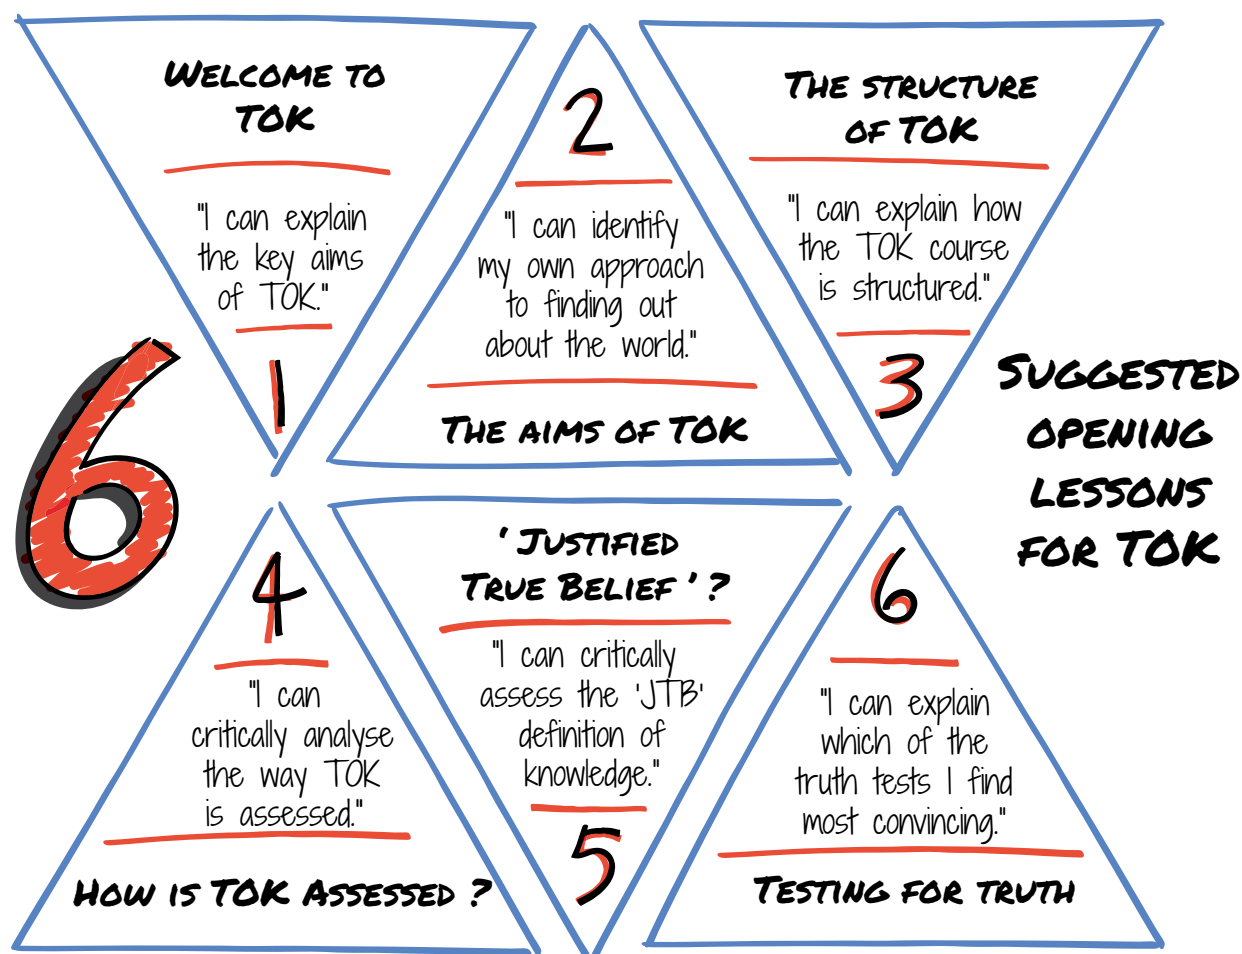 WELCOME TO
TOK
"I can explain
the key aims
of TOK."
1
2
"I can identify
my own approach
to finding out
about the world."
THE AIMS OF TOK
THE STRUCTURE
OF TOK
"I can explain how
the TOK course
is structured."
3
6
SUGGESTED
OPENING
LESSONS
FOR TOK
4
"I can
critically analyse
the way TOK
is assessed."
HOW IS TOK ASSESSED ?
' JUSTIFIED
TRUE BELIEF ' ?
"I can critically
assess the 'JTB'
definition of
knowledge."
5
6
"I can explain
which of the
truth tests I find
most convincing."
TESTING FOR TRUTH